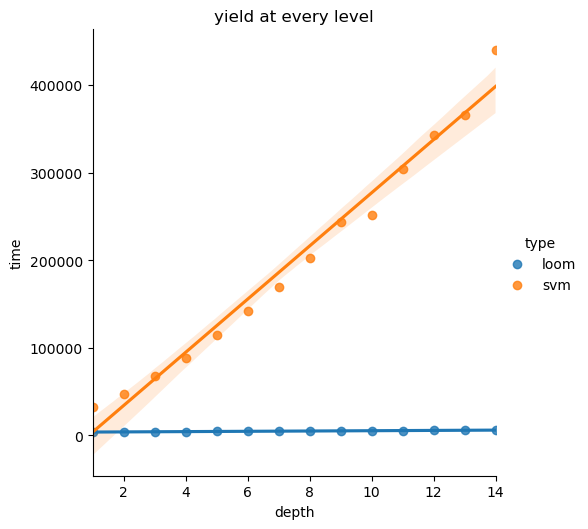 yield at every level
400000
300000
200000
100000
0
time
2 4 6 8 10 12 14
depth
type
loom
svm